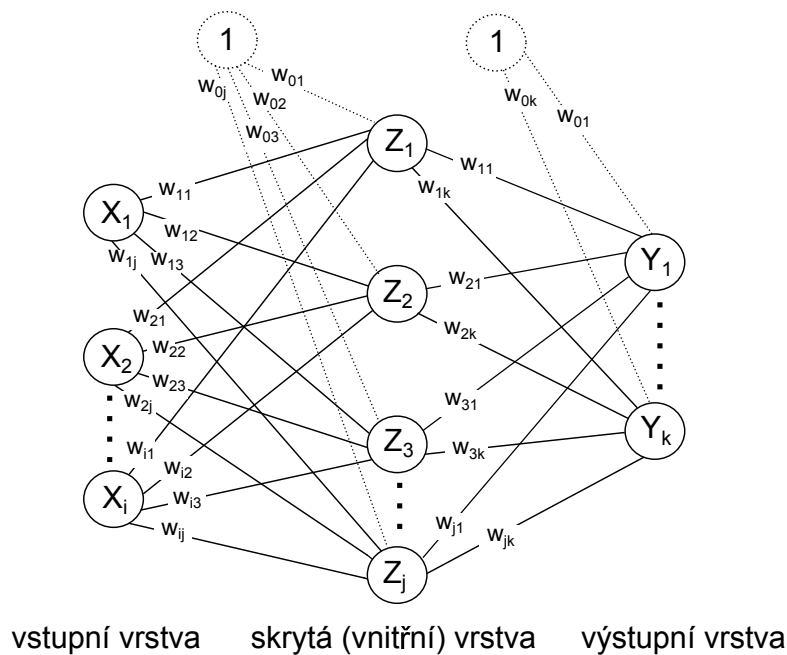 1 1
w₀ⱼ w₀₁ w₀ₖ
w₀₂ w₀₁
w₀₃
Z₁
w₁₁ w₁₁
w₁ₖ
X₁
w₁₂
w₁ⱼ w₁₃ Y₁
w₂₁
Z₂
w₂₁ w₂ₖ
w₂₂
X₂
w₂₃
w₂ⱼ w₃₁
Y_k
Z₃
wᵢ₁ w₃ₖ
wᵢ₂
Xᵢ wᵢ₃
wⱼ₁
wᵢⱼ wⱼₖ
Zⱼ
vstupní vrstva skrytá (vnitřní) vrstva výstupní vrstva